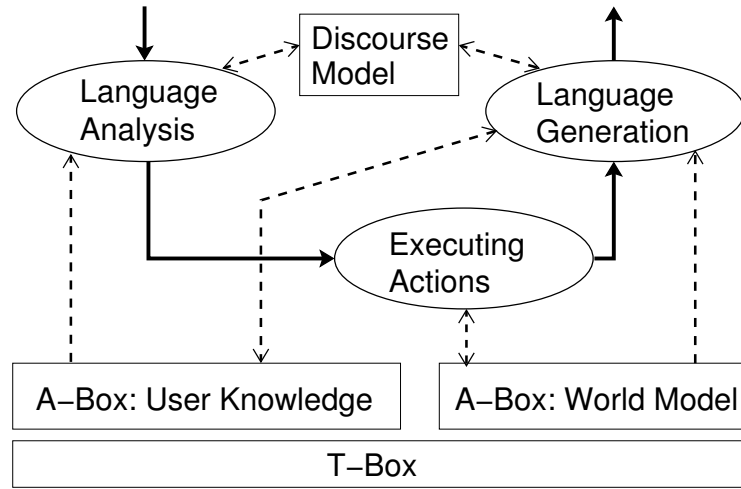 Discourse
Model
Language
Analysis
Language
Generation
Executing
Actions
A−Box: User Knowledge
A−Box: World Model
T−Box